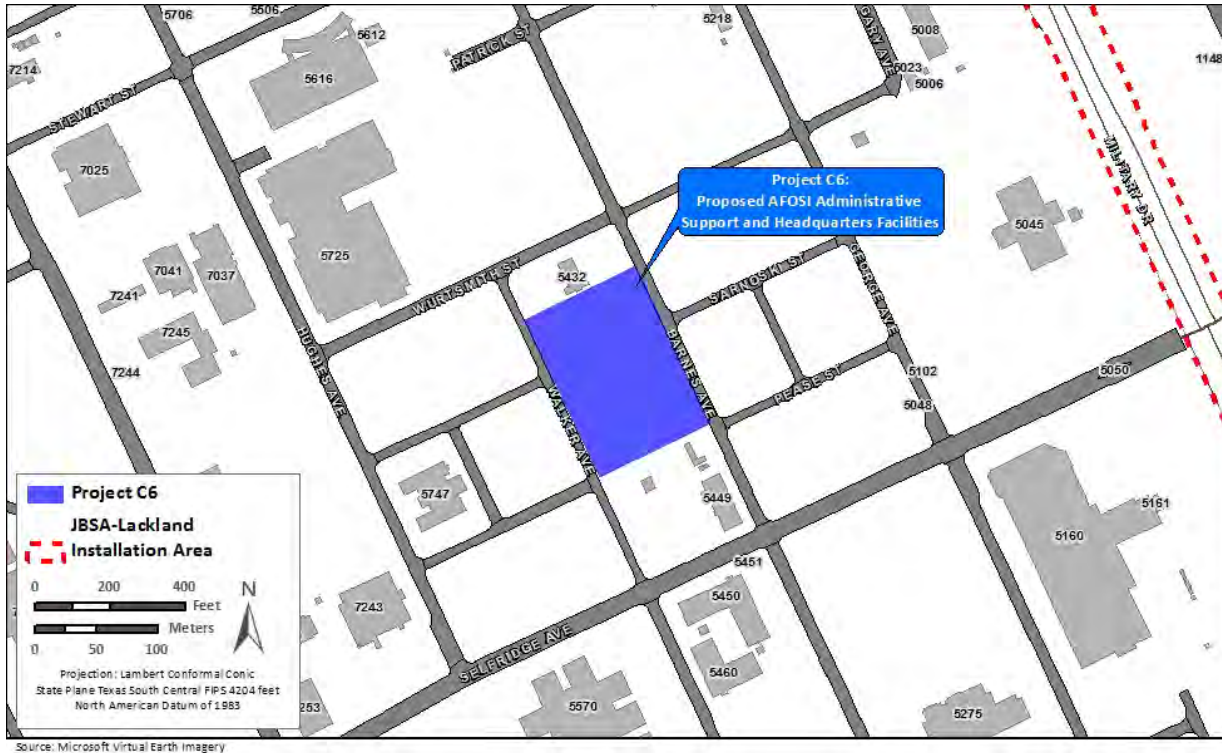 5706
5506
5612
5218
5008
7214
PATRICK ST
GARY AVE
5616
5023
1148
5006
STEWART ST
7025
MILITARY DR
Project C6:
Proposed AFOSI Administrative
Support and Headquarters Facilities
5045
5725
7041
7037
5432
WURTSMITH ST
SARNOSKI ST
GEORGE AVE
7241
7245
HUGHES AVE
BARNES AVE
7244
5102
5050
PEASE ST
WALKER AVE
5048
5747
5449
5161
5160
5451
5450
7243
SELFRIDGE AVE
5460
5570
5275
253
Project C6
JBSA-Lackland
Installation Area
0 200 400
Feet
N
Meters
0 50 100
Projection: Lambert Conformal Conic
State Plane Texas South Central FIPS 4204 feet
North American Datum of 1983
Source: Microsoft Virtual Earth Imagery